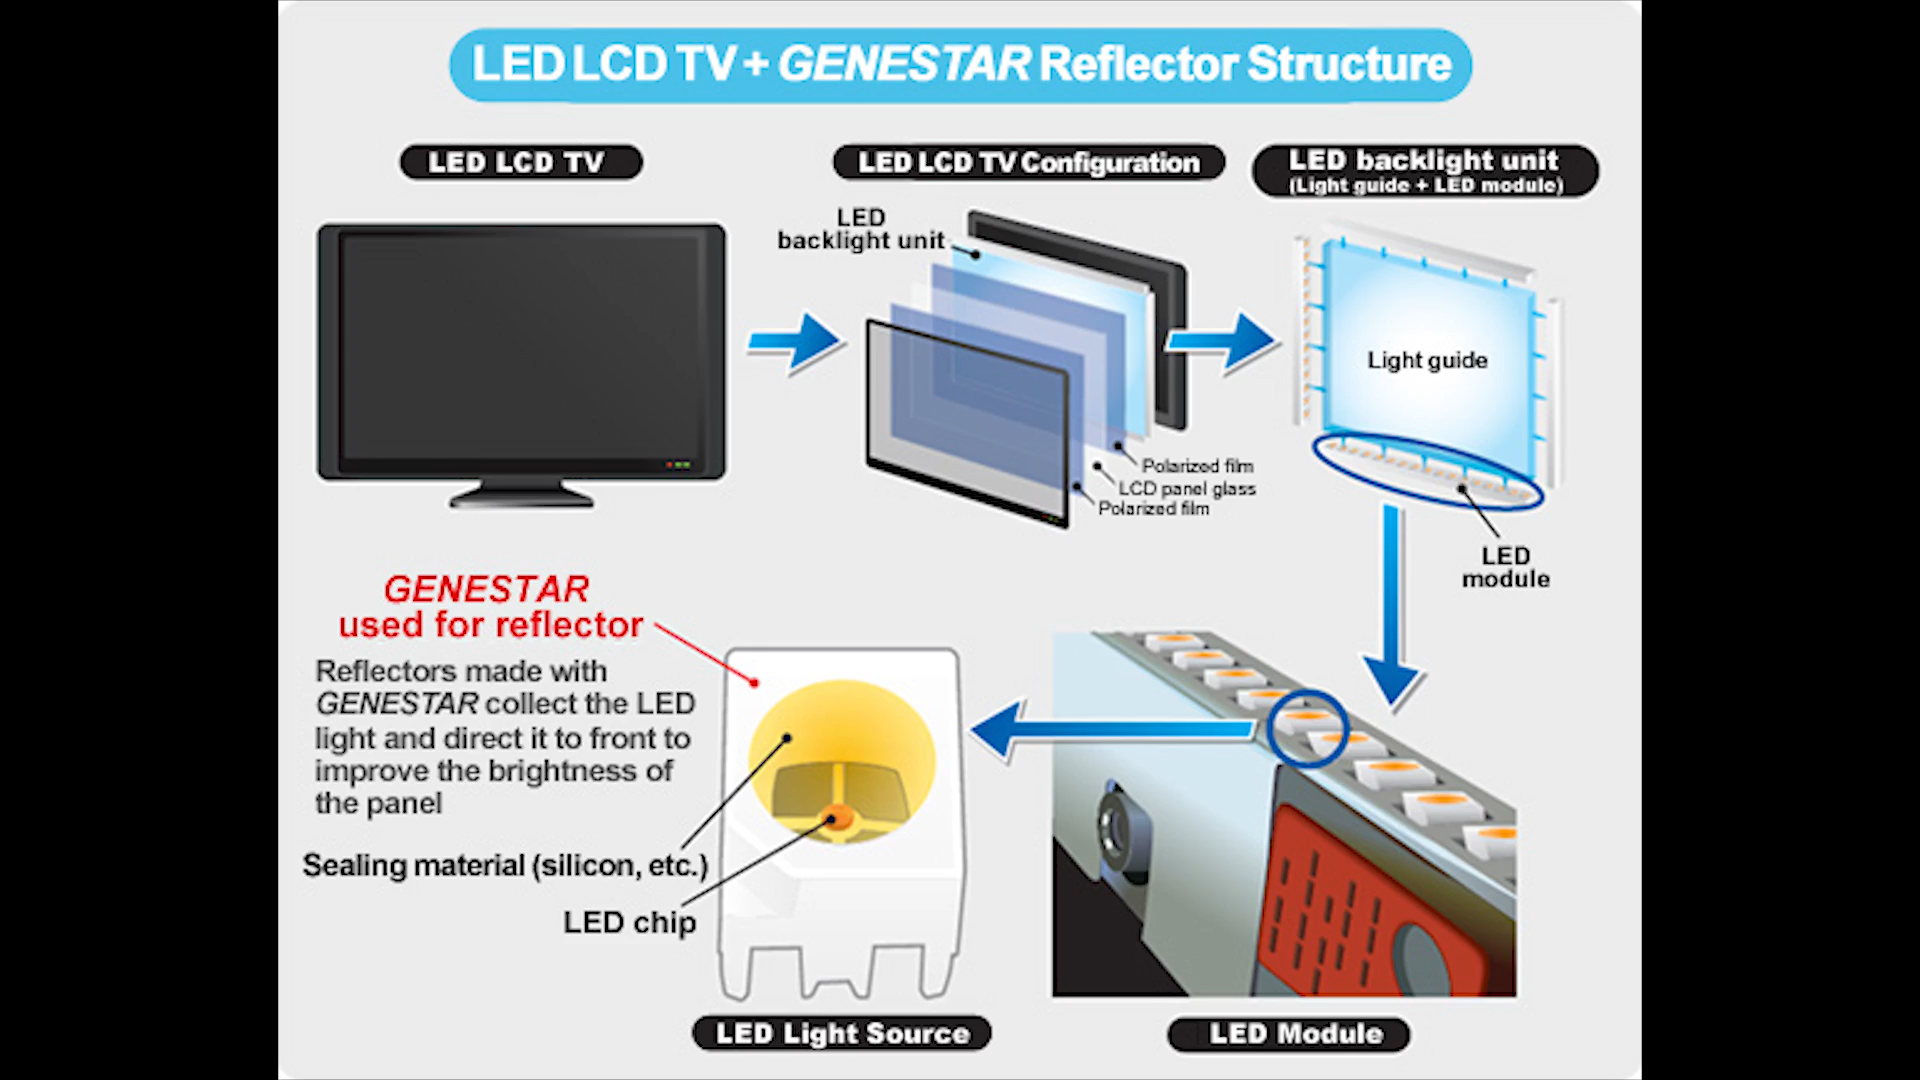 LED LCD TV + GENESTAR Reflector Structure
LED LCD TV
LED LCD TV Configuration
LED backlight unit
(Light guide + LED module)
LED
backlight unit
Light guide
Polarized film
LCD panel glass
Polarized film
LED
module
GENESTAR
used for reflector
Reflectors made with
GENESTAR collect the LED
light and direct it to front to
improve the brightness of
the panel
Sealing material (silicon, etc.)
LED chip
LED Light Source
LED Module